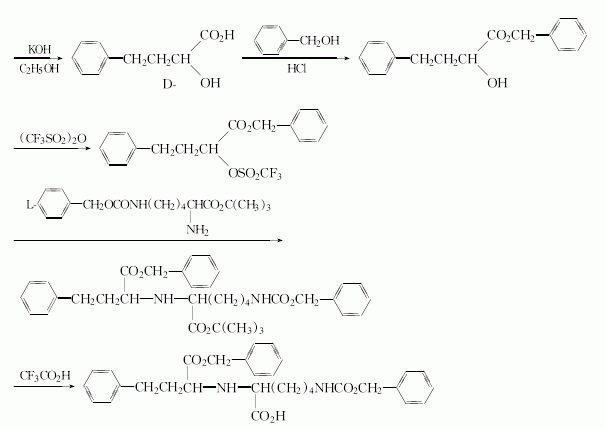 KOH
C2H5OH
CH2CH2CH
CO2H
OH
D-
CH2OH
HCl
CH2CH2CH
CO2CH2
OH
(CF3SO2)2O
CH2CH2CH
CO2CH2
OSO2CF3
L-
CH2OCONH(CH2)4CHCO2C(CH3)3
NH2
CO2CH2
CH2CH2CH—NH—CH(CH2)4NHCO2CH2
CO2C(CH3)3
CF3CO2H
CO2CH2
CH2CH2CH—NH—CH(CH2)4NHCO2CH2
CO2H